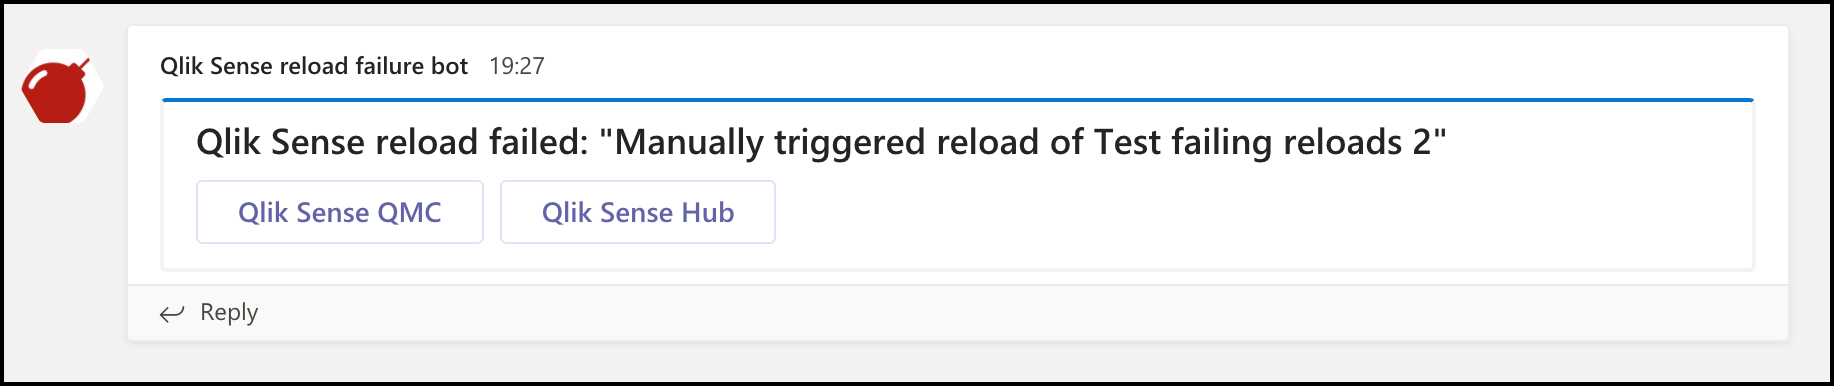 Qlik Sense reload failure bot 19:27
Qlik Sense reload failed: "Manually triggered reload of Test failing reloads 2"
Qlik Sense QMC Qlik Sense Hub
Reply